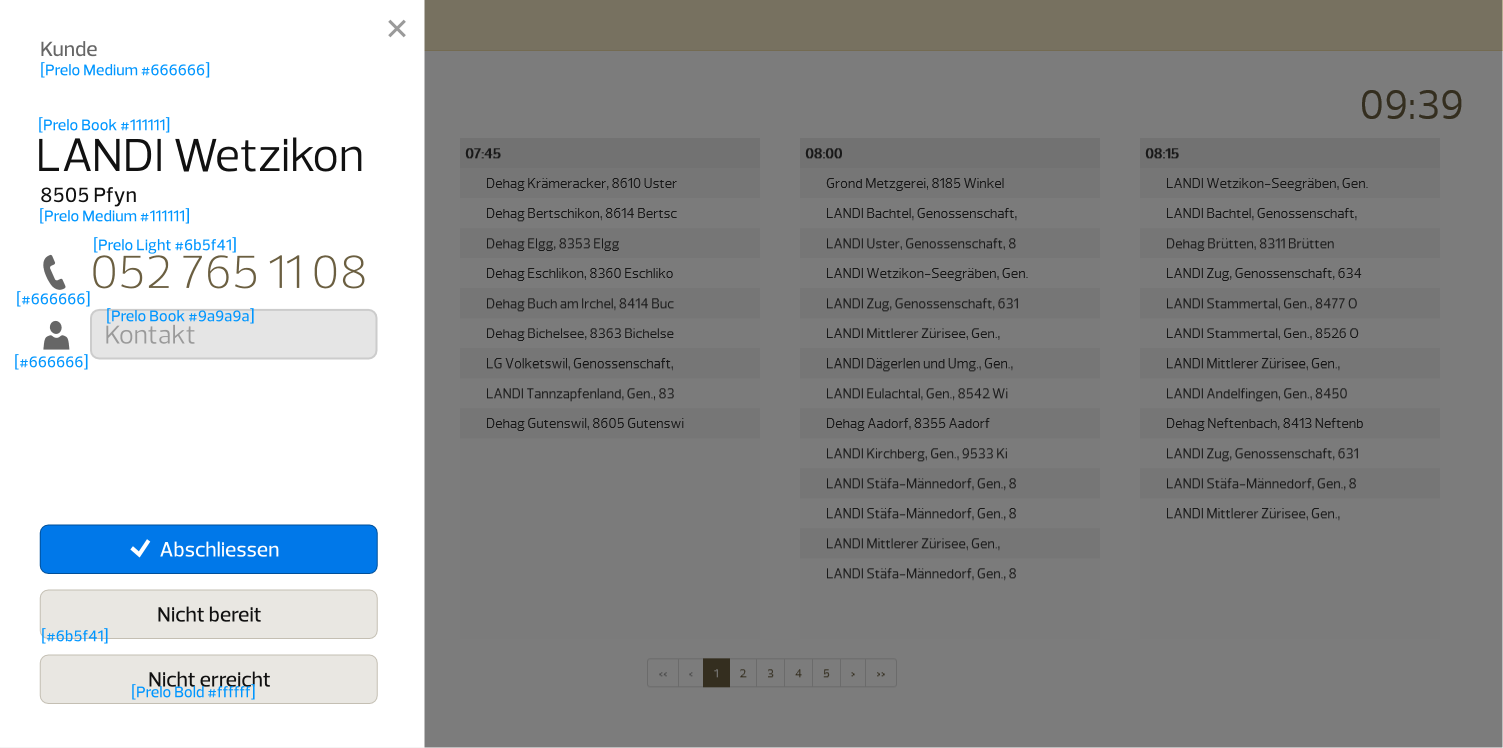 Kunde
[Prelo Medium #666666]
[Prelo Book #111111]
LANDI Wetzikon
8505 Pfyn
[Prelo Medium #111111]
[Prelo Light #6b5f41]
052 765 11 08
[#666666]
[Prelo Book #9a9a9a]
Kontakt
[#666666]
Abschliessen
Nicht bereit
[#6b5f41]
Nicht erreicht
[Prelo Bold #ffffff]
09:39
07:45
Dehag Krämeracker, 8610 Uster
Dehag Bertschikon, 8614 Bertsc
Dehag Elgg, 8353 Elgg
Dehag Eschlikon, 8360 Eschliko
Dehag Buch am Irchel, 8414 Buc
Dehag Bichelsee, 8363 Bichelse
LG Volketswil, Genossenschaft,
LANDI Tannzapfenland, Gen., 83
Dehag Gutenswil, 8605 Gutenswi
08:00
Grond Metzgerei, 8185 Winkel
LANDI Bachtel, Genossenschaft,
LANDI Uster, Genossenschaft, 8
LANDI Wetzikon-Seegräben, Gen.
LANDI Zug, Genossenschaft, 631
LANDI Mittlerer Zürisee, Gen.,
LANDI Dägerlen und Umg., Gen.,
LANDI Eulachtal, Gen., 8542 Wi
Dehag Aadorf, 8355 Aadorf
LANDI Kirchberg, Gen., 9533 Ki
LANDI Stäfa-Männedorf, Gen., 8
LANDI Stäfa-Männedorf, Gen., 8
LANDI Mittlerer Zürisee, Gen.,
LANDI Stäfa-Männedorf, Gen., 8
08:15
LANDI Wetzikon-Seegräben, Gen.
LANDI Bachtel, Genossenschaft,
Dehag Brütten, 8311 Brütten
LANDI Zug, Genossenschaft, 634
LANDI Stammertal, Gen., 8477 O
LANDI Stammertal, Gen., 8526 O
LANDI Mittlerer Zürisee, Gen.,
LANDI Andelfingen, Gen., 8450
Dehag Neftenbach, 8413 Neftenb
LANDI Zug, Genossenschaft, 631
LANDI Stäfa-Männedorf, Gen., 8
LANDI Mittlerer Zürisee, Gen.,
‹‹ ‹ 1 2 3 4 5 › ››